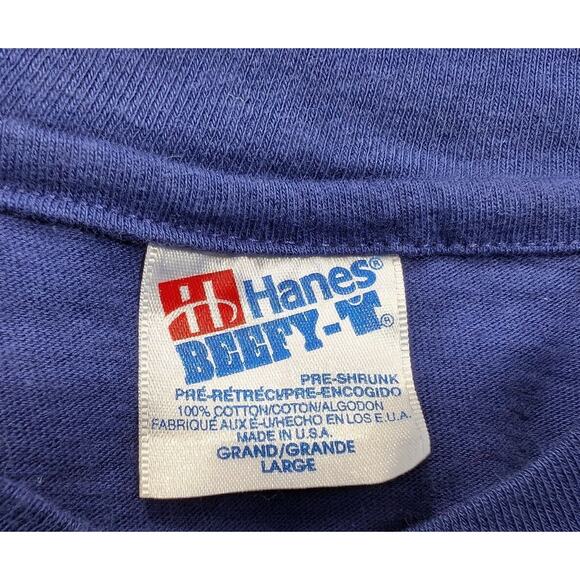 H Hanes®
BEEFY-T®
PRE-SHRUNK
PRÉ-RÉTRÉCI/PRE-ENCOGIDO
100% COTTON/COTON/ALGODON
FABRIQUE AUX E-U/HECHO EN LOS E.U.A.
MADE IN U.S.A.
GRAND/GRANDE
LARGE